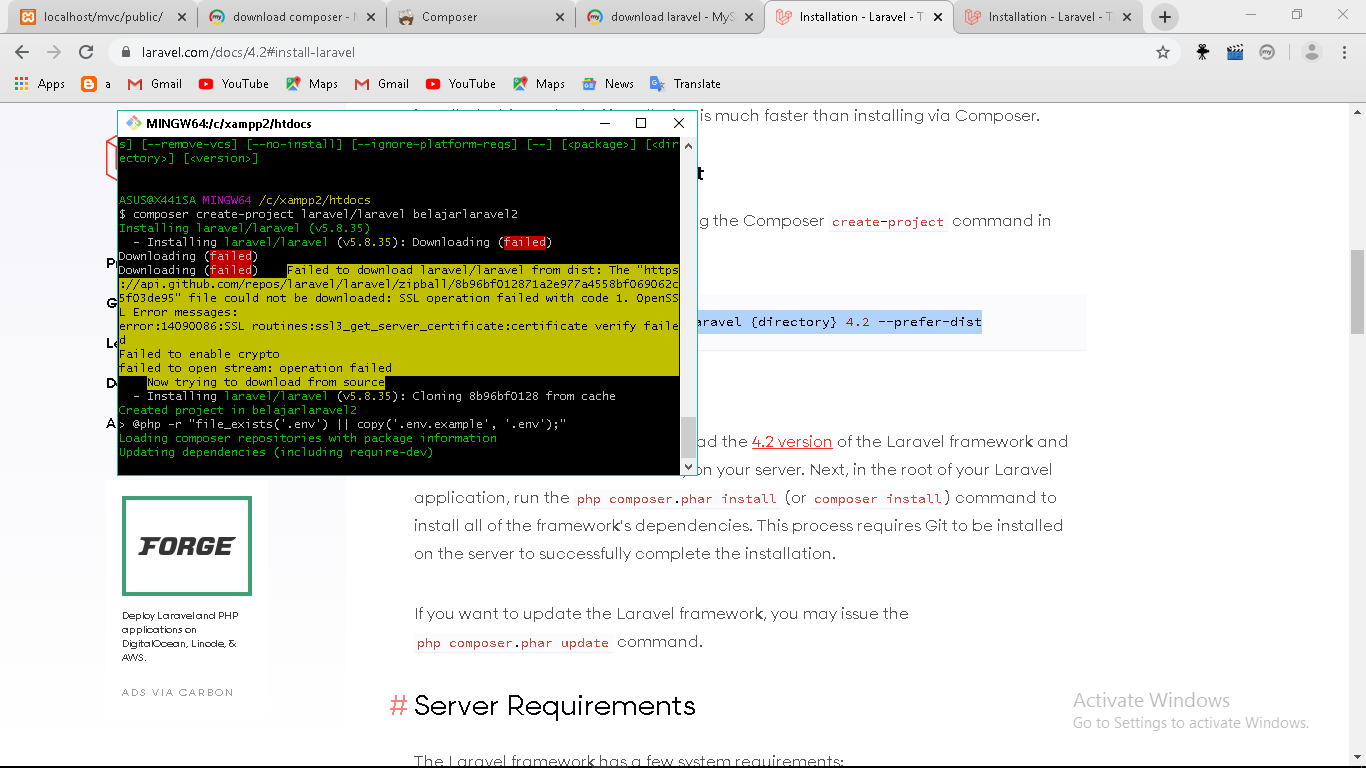 localhost/mvc/public/
download composer - M
Composer
download laravel - MyS
Installation - Laravel - T
Installation - Laravel - T
laravel.com/docs/4.2#install-laravel
Apps
a
Gmail
YouTube
Maps
Gmail
YouTube
Maps
News
Translate
is much faster than installing via Composer.
MINGW64:/c/xampp2/htdocs
s] [--remove-vcs] [--no-install] [--ignore-platform-reqs] [--] [<package>] [<dir
ectory>] [<version>]
ASUS@X441SA MINGW64 /c/xampp2/htdocs
$ composer create-project laravel/laravel belajarlaravel2
Installing laravel/laravel (v5.8.35)
- Installing laravel/laravel (v5.8.35): Downloading (failed)
Downloading (failed)
Downloading (failed)    Failed to download laravel/laravel from dist: The "https
://api.github.com/repos/laravel/laravel/zipball/8b96bf012871a2e977a4558bf069062c
5f03de95" file could not be downloaded: SSL operation failed with code 1. OpenSS
L Error messages:
error:14090086:SSL routines:ssl3_get_server_certificate:certificate verify faile
d
Failed to enable crypto
failed to open stream: operation failed
Now trying to download from source
- Installing laravel/laravel (v5.8.35): Cloning 8b96bf0128 from cache
Created project in belajarlaravel2
> @php -r "file_exists('.env') || copy('.env.example', '.env');"
Loading composer repositories with package information
Updating dependencies (including require-dev)
t
g the Composer create-project command in
aravel {directory} 4.2 --prefer-dist
ad the 4.2 version of the Laravel framework and
on your server. Next, in the root of your Laravel
application, run the php composer.phar install (or composer install) command to
install all of the framework's dependencies. This process requires Git to be installed
on the server to successfully complete the installation.
If you want to update the Laravel framework, you may issue the
php composer.phar update command.
# Server Requirements
The Laravel framework has a few system requirements:
FORGE
Deploy Laravel and PHP
applications on
DigitalOcean, Linode, &
AWS.
ADS VIA CARBON
Activate Windows
Go to Settings to activate Windows.